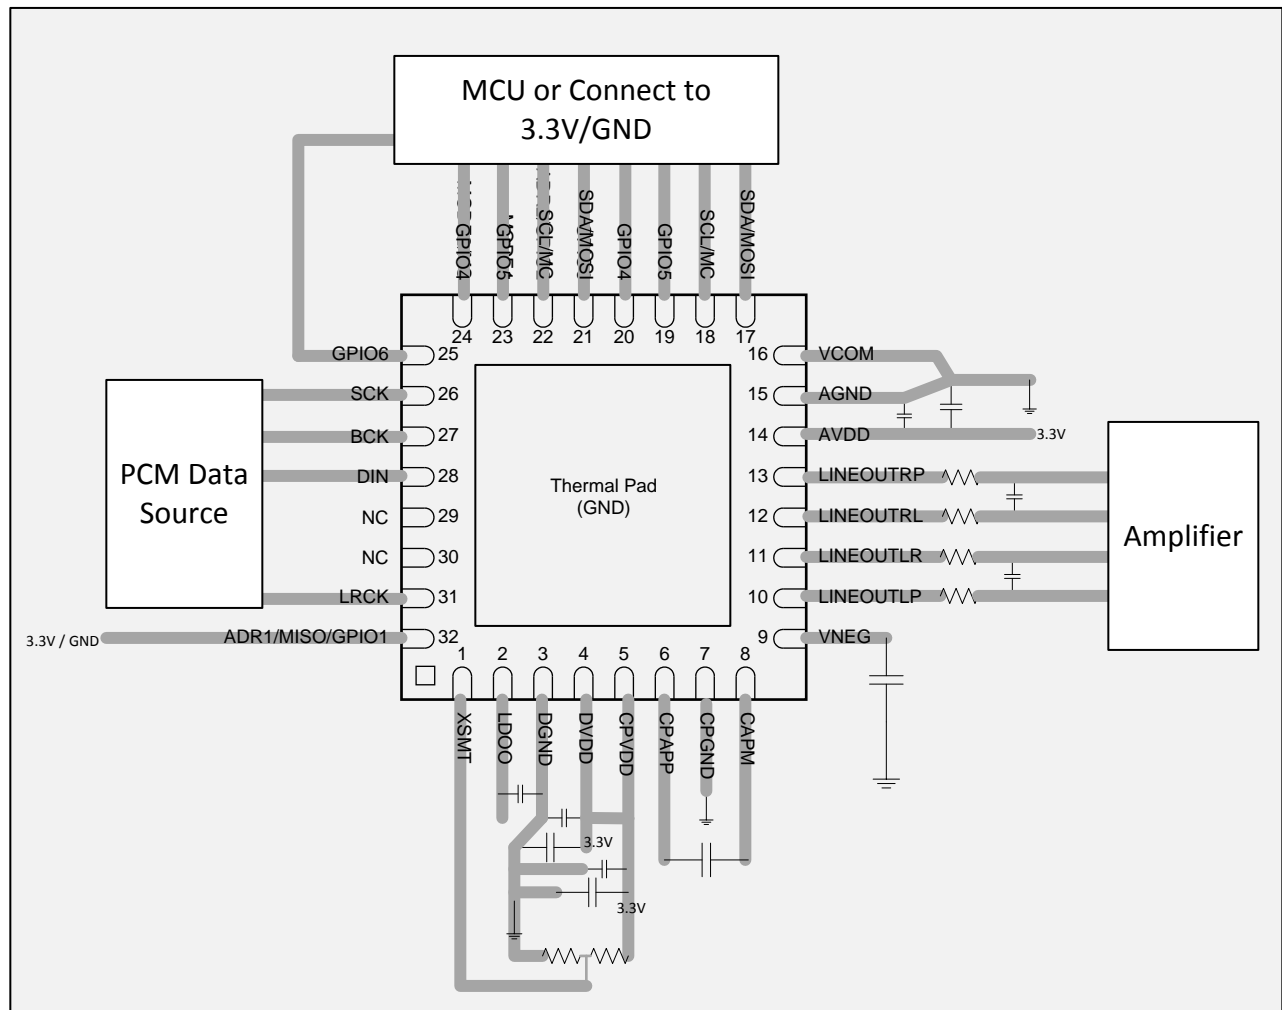 MCU or Connect to
3.3V/GND
GPIO4
GPIO5
SCL/MC
SDA/MOSI
GPIO4
GPIO5
SCL/MC
SDA/MOSI
24
23
22
21
20
19
18
17
GPIO6
25
16
VCOM
SCK
26
15
AGND
BCK
27
14
AVDD
3.3V
DIN
28
13
LINEOUTRP
NC
29
12
LINEOUTRL
NC
30
11
LINEOUTLR
LRCK
31
10
LINEOUTLP
3.3V / GND
ADR1/MISO/GPIO1
32
9
VNEG
PCM Data
Source
Thermal Pad
(GND)
Amplifier
1
2
3
4
5
6
7
8
XSMT
LDOO
DGND
DVDD
CPVDD
CPAPP
CPGND
CAPM
3.3V
3.3V